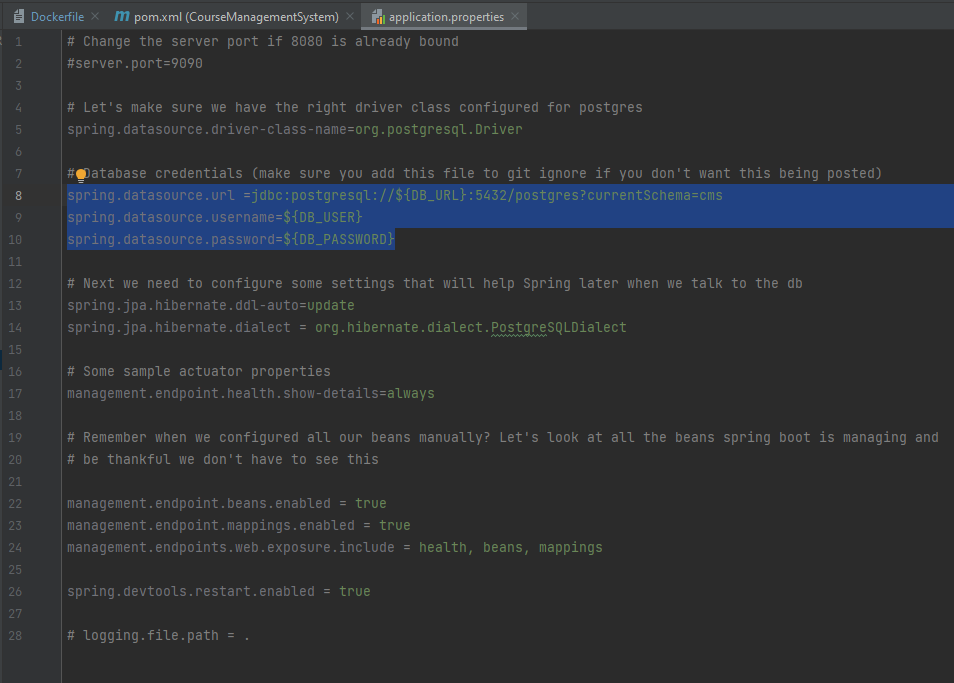 Dockerfile
pom.xml (CourseManagementSystem)
application.properties
1 # Change the server port if 8080 is already bound
2 #server.port=9090
3
4 # Let's make sure we have the right driver class configured for postgres
5 spring.datasource.driver-class-name=org.postgresql.Driver
6
7 # Database credentials (make sure you add this file to git ignore if you don't want this being posted)
8 spring.datasource.url =jdbc:postgresql://${DB_URL}:5432/postgres?currentSchema=cms
9 spring.datasource.username=${DB_USER}
10 spring.datasource.password=${DB_PASSWORD}
11
12 # Next we need to configure some settings that will help Spring later when we talk to the db
13 spring.jpa.hibernate.ddl-auto=update
14 spring.jpa.hibernate.dialect = org.hibernate.dialect.PostgreSQLDialect
15
16 # Some sample actuator properties
17 management.endpoint.health.show-details=always
18
19 # Remember when we configured all our beans manually? Let's look at all the beans spring boot is managing and
20 # be thankful we don't have to see this
21
22 management.endpoint.beans.enabled = true
23 management.endpoint.mappings.enabled = true
24 management.endpoints.web.exposure.include = health, beans, mappings
25
26 spring.devtools.restart.enabled = true
27
28 # logging.file.path = .